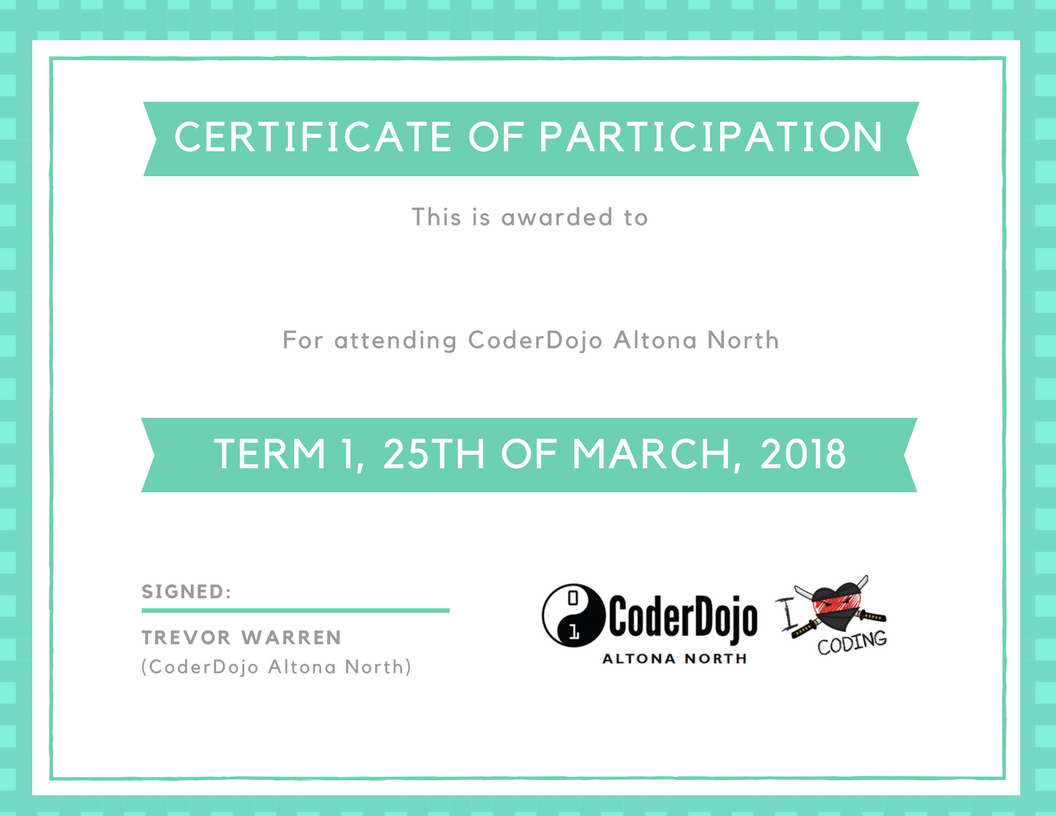 CERTIFICATE OF PARTICIPATION
This is awarded to
For attending CoderDojo Altona North
TERM 1, 25TH OF MARCH, 2018
SIGNED:
TREVOR WARREN
(CoderDojo Altona North)
0
1
CoderDojo
ALTONA NORTH
I
CODING